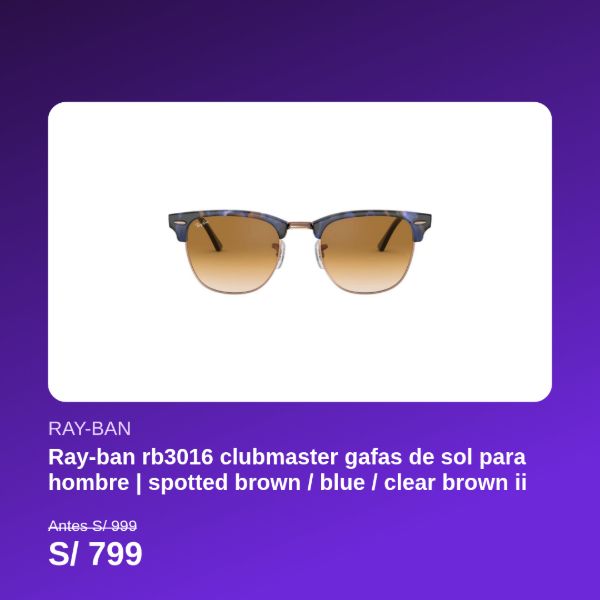 RAY-BAN
Ray-ban rb3016 clubmaster gafas de sol para
hombre | spotted brown / blue / clear brown ii
Antes S/ 999
S/ 799